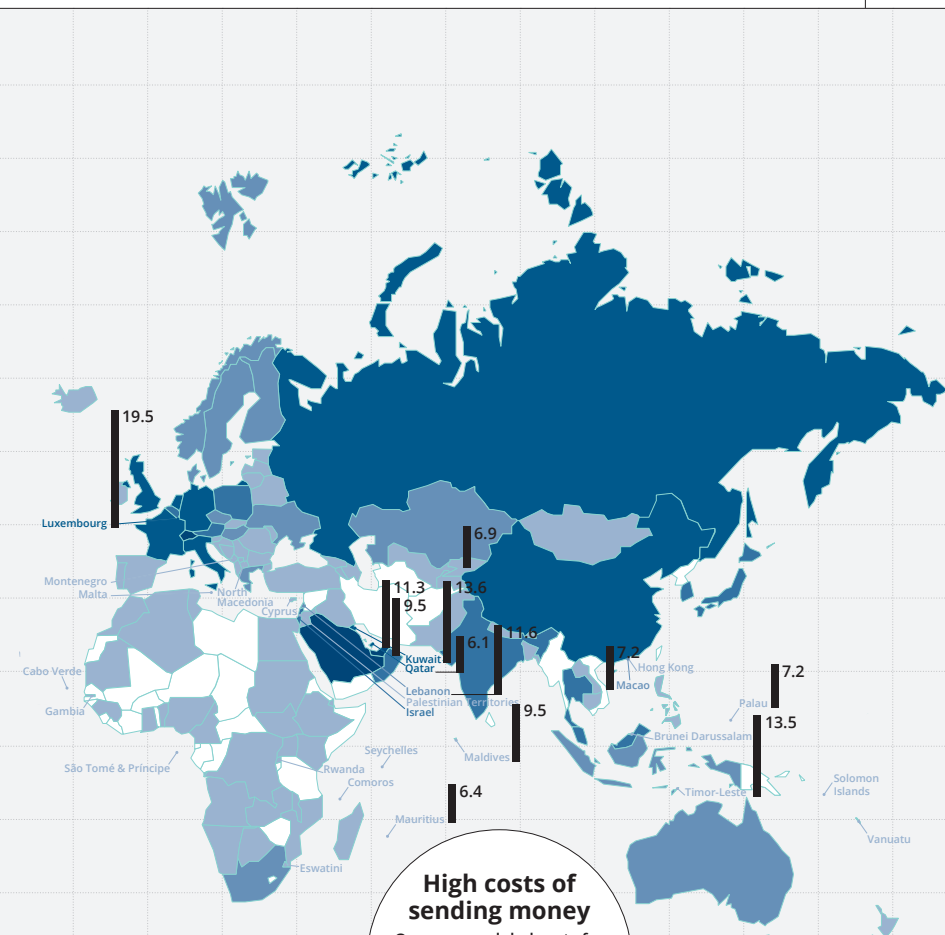 19.5
Luxembourg
6.9
Montenegro
Malta
North
Macedonia
Cyprus
11.3
9.5
13.6
6.1
11.6
7.2
Kuwait
Qatar
Hong Kong
Macao
Cabo Verde
Gambia
Lebanon
Palestinian Territories
Israel
7.2
Palau
9.5
13.5
Seychelles
Maldives
Brunei Darussalam
São Tomé & Príncipe
Rwanda
Comoros
Timor-Leste
Solomon
Islands
6.4
Mauritius
Vanuatu
Eswatini
High costs of
sending money